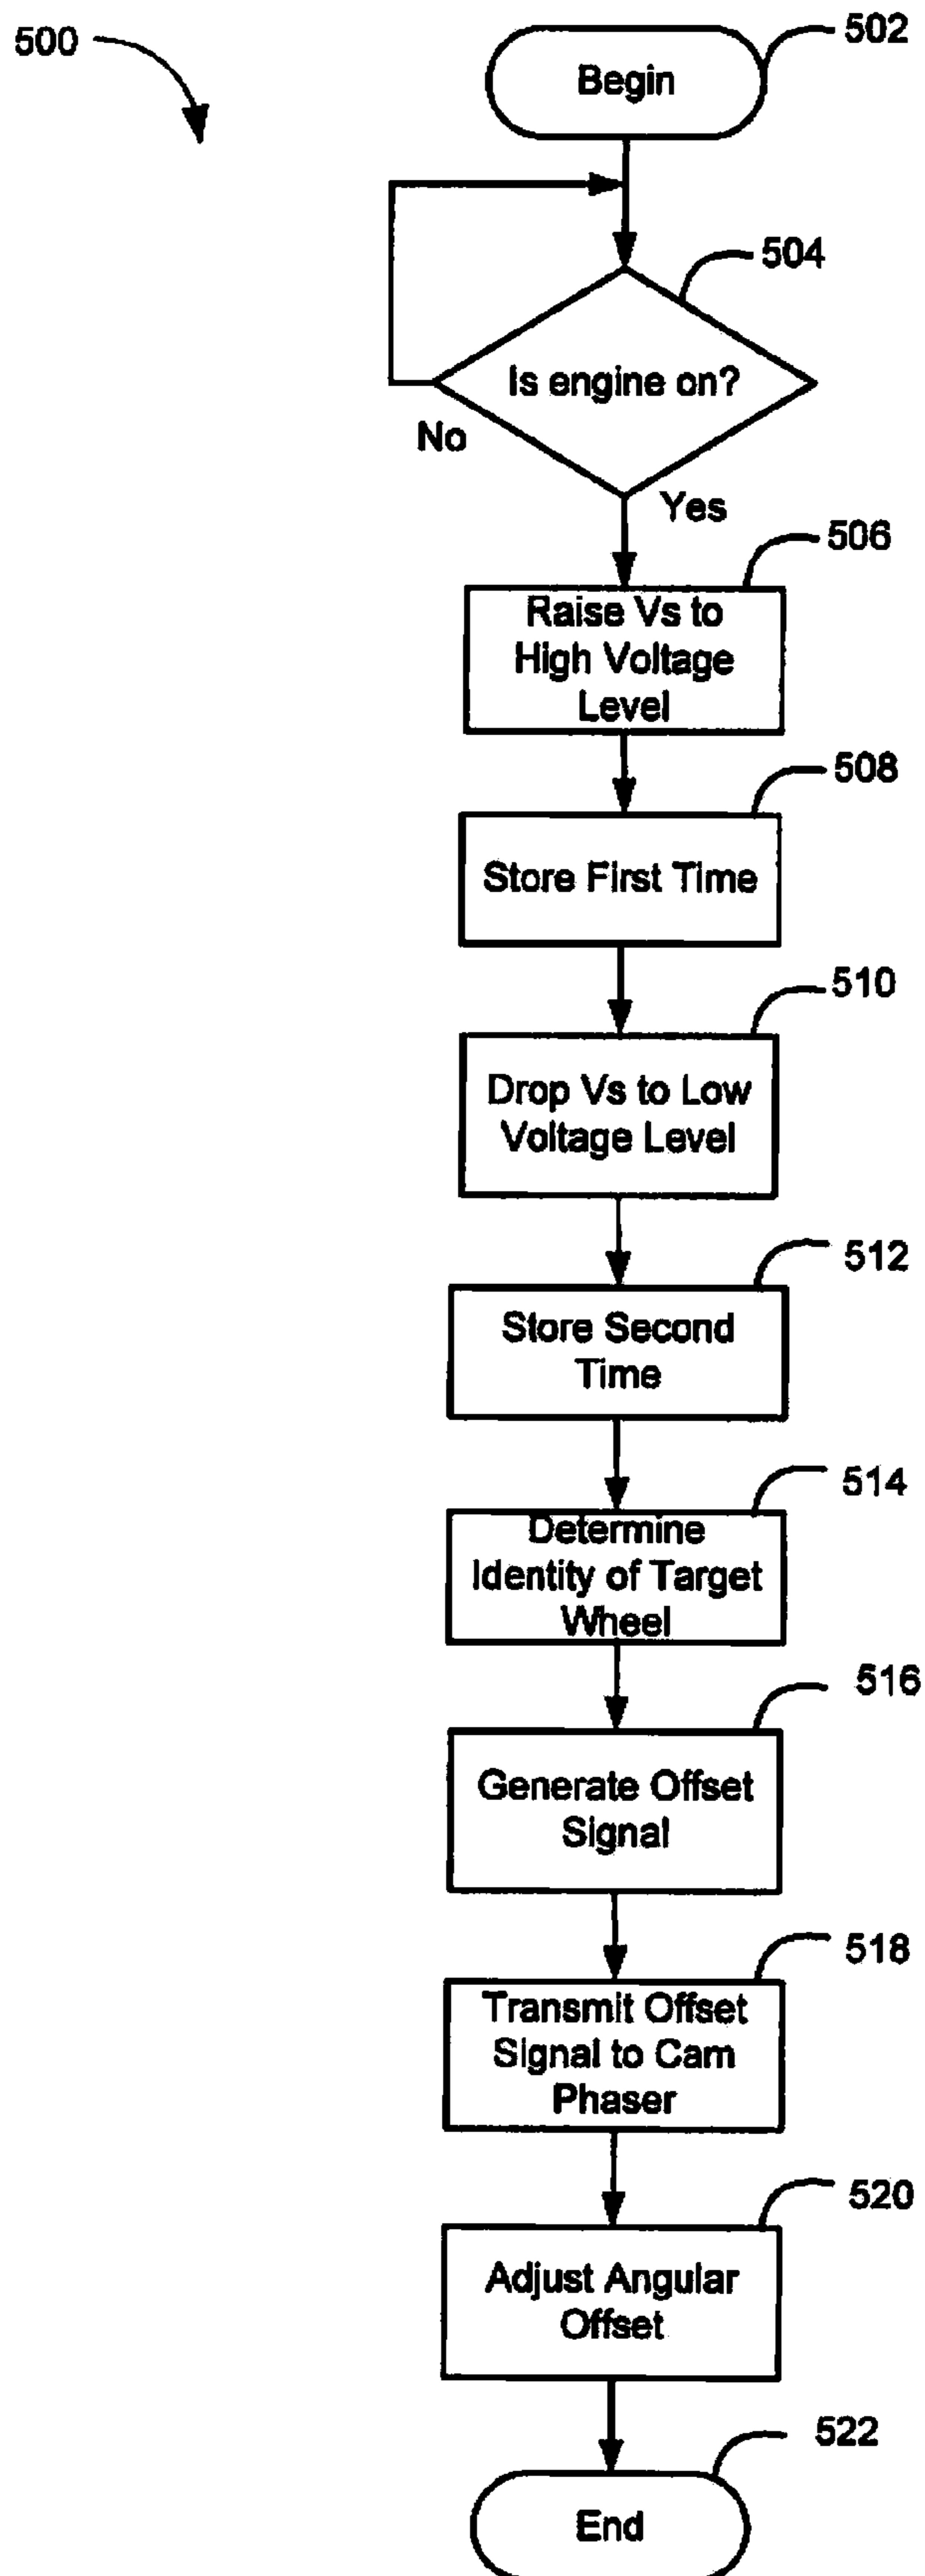 500
502
Begin
504
Is engine on?
No
Yes
506
Raise Vs to
High Voltage
Level
508
Store First Time
510
Drop Vs to Low
Voltage Level
512
Store Second
Time
514
Determine
Identity of Target
Wheel
516
Generate Offset
Signal
518
Transmit Offset
Signal to Cam
Phaser
520
Adjust Angular
Offset
522
End